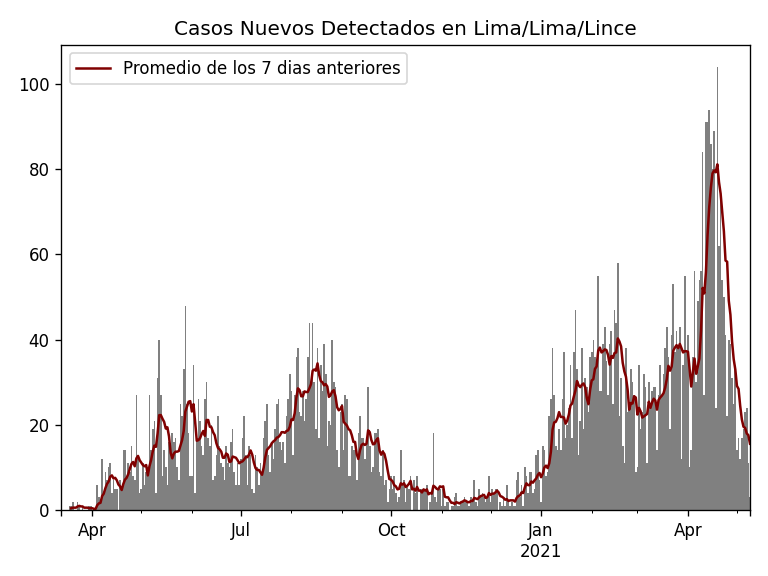 Casos Nuevos Detectados en Lima/Lima/Lince
Promedio de los 7 dias anteriores
100
80
60
40
20
0
Apr Jul Oct Jan Apr
2021